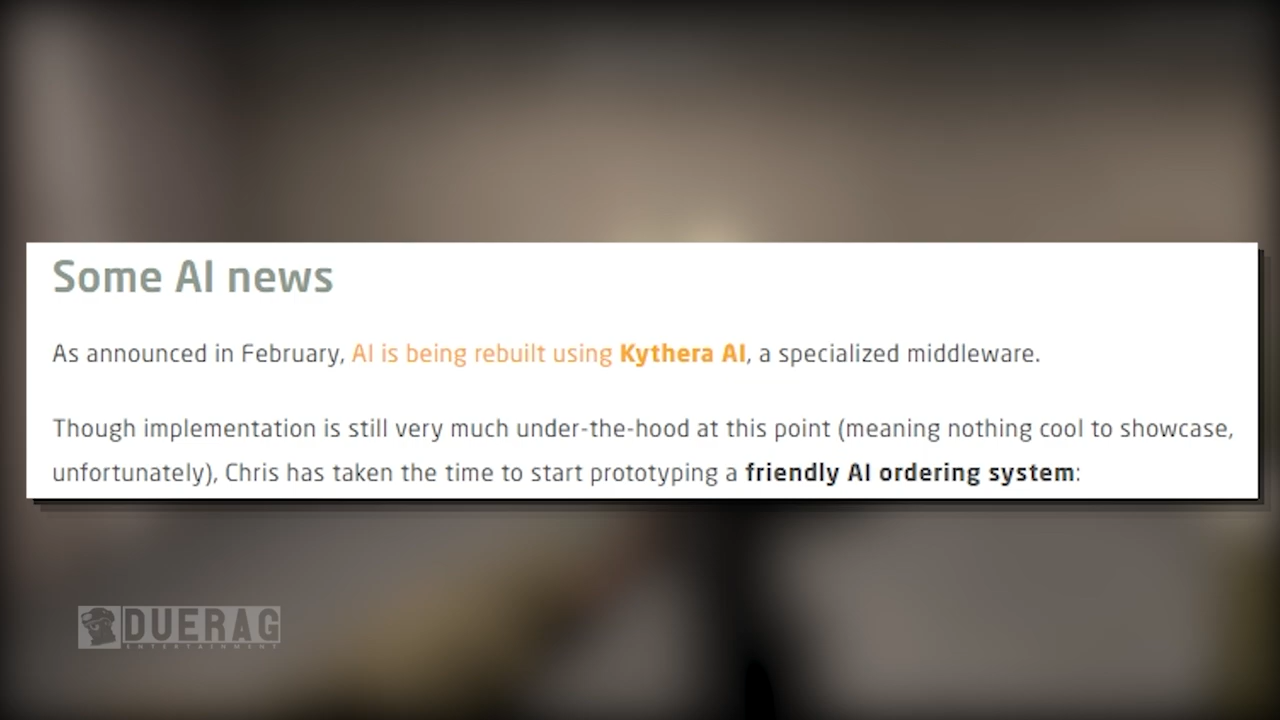 Some AI news
As announced in February, AI is being rebuilt using Kythera AI, a specialized middleware.
Though implementation is still very much under-the-hood at this point (meaning nothing cool to showcase,
unfortunately), Chris has taken the time to start prototyping a friendly AI ordering system:
DUERAG
ENTERTAINMENT